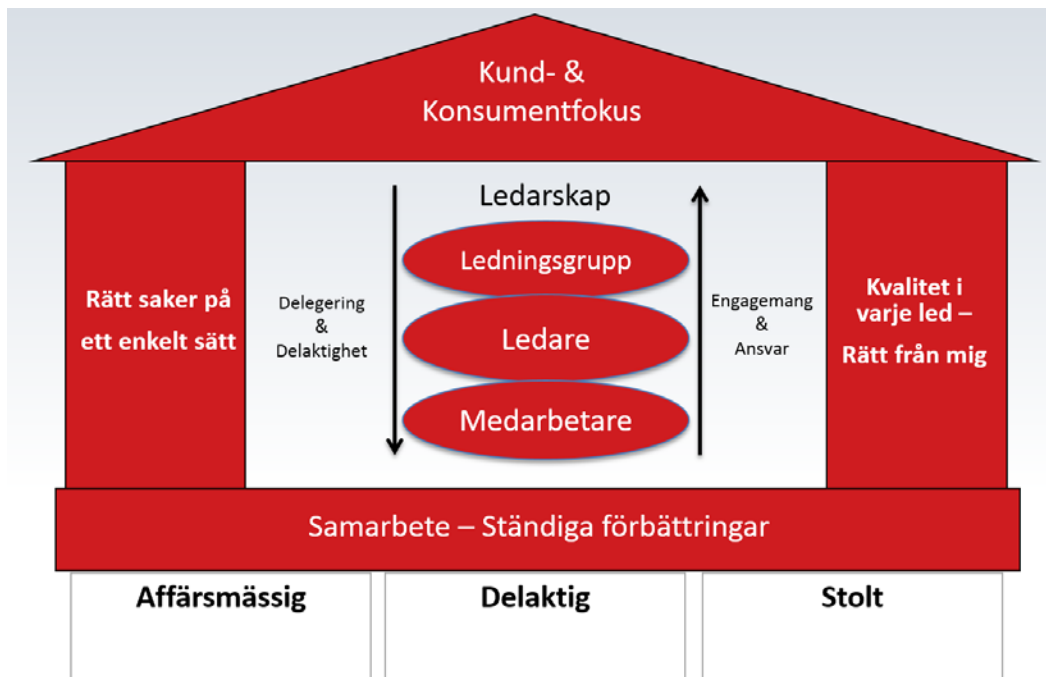 Kund- &
Konsumentfokus
Rätt saker på
ett enkelt sätt
Delegering
&
Delaktighet
Ledarskap
Ledningsgrupp
Ledare
Medarbetare
Engagemang
&
Ansvar
Kvalitet i
varje led –
Rätt från mig
Samarbete – Ständiga förbättringar
Affärsmässig
Delaktig
Stolt